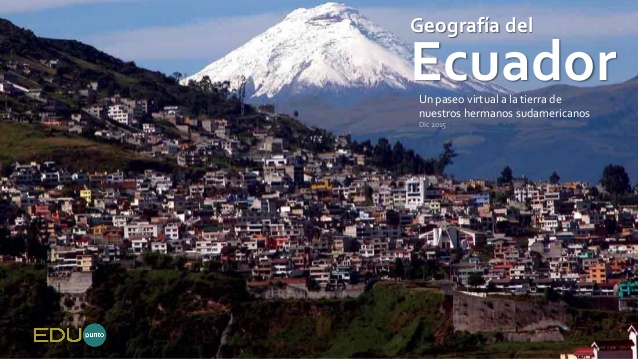 Geografía del
Ecuador
Un paseo virtual a la tierra de
nuestros hermanos sudamericanos
Dic 2015
EDU punto